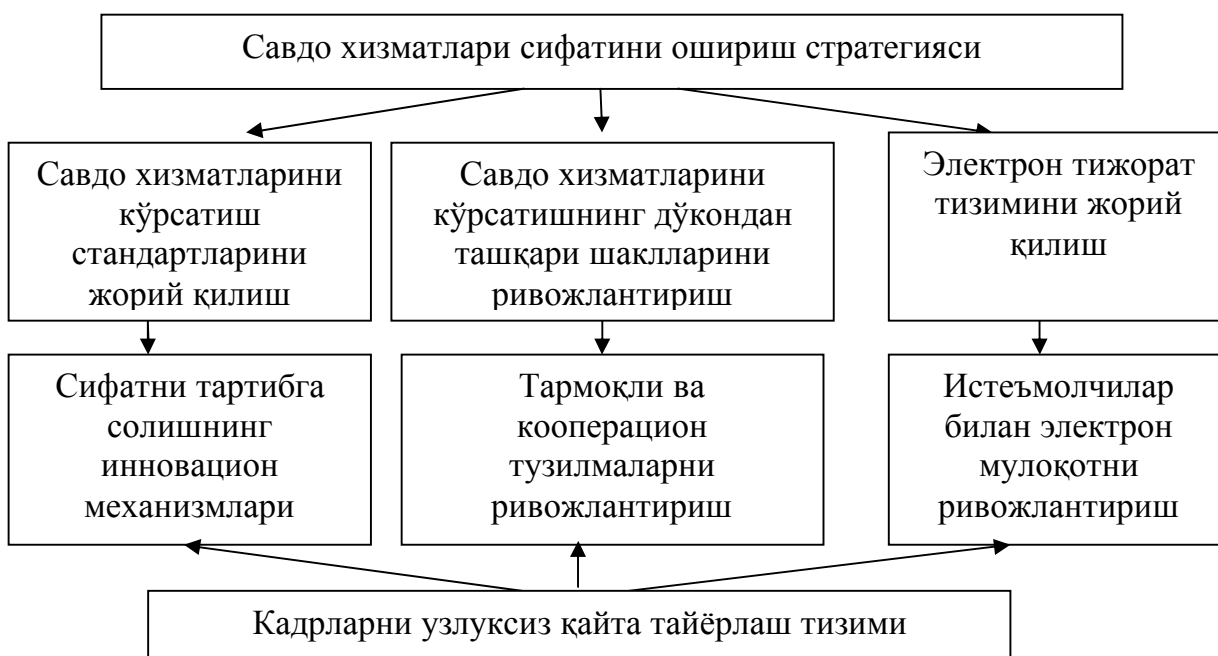 Савдо хизматлари сифатини ошириш стратегияси
Савдо хизматларини
кўрсатиш
стандартларини
жорий қилиш
Савдо хизматларини
кўрсатишнинг дўкондан
ташқари шаклларини
ривожлантириш
Электрон тижорат
тизимини жорий
қилиш
Сифатни тартибга
солишнинг
инновацион
механизмлари
Тармоқли ва
кооперацион
тузилмаларни
ривожлантириш
Истеъмолчилар
билан электрон
мулоқотни
ривожлантириш
Кадрларни узлуксиз қайта тайёрлаш тизими